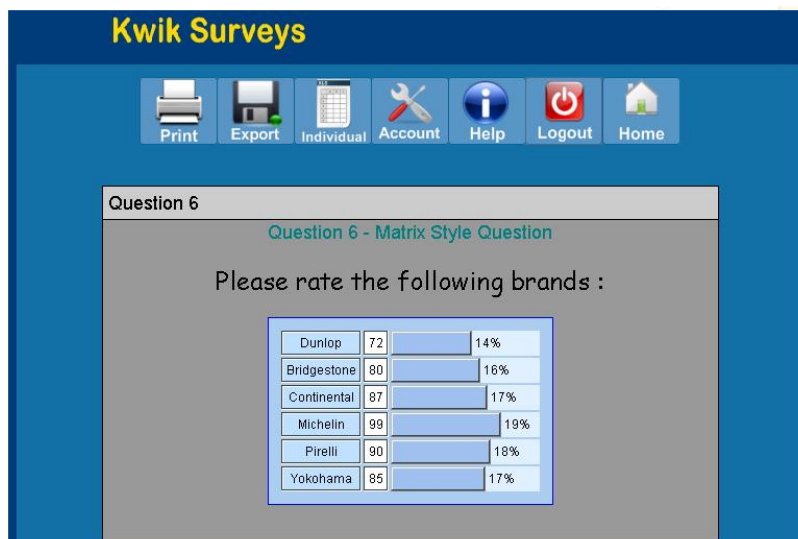 Kwik Surveys
Print Export Individual Account Help Logout Home
Question 6
Question 6 - Matrix Style Question
Please rate the following brands :
Dunlop 72 14%
Bridgestone 80 16%
Continental 87 17%
Michelin 99 19%
Pirelli 90 18%
Yokohama 85 17%